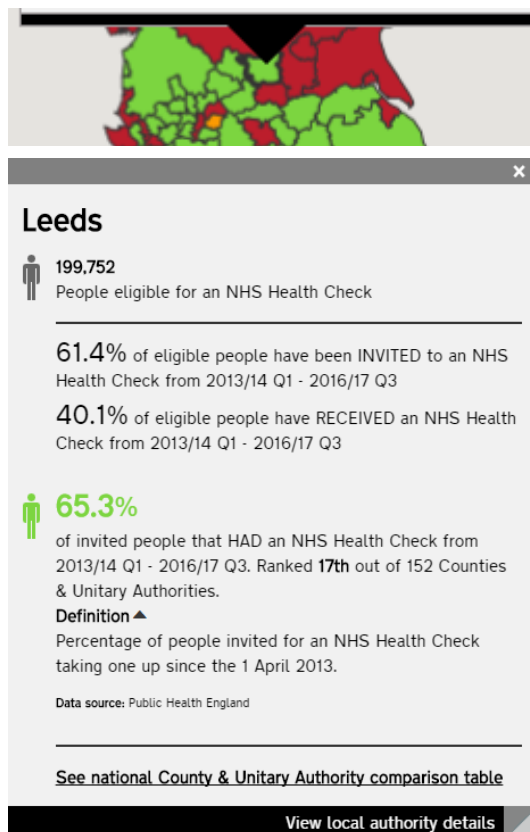 ×
Leeds
199,752
People eligible for an NHS Health Check
61.4% of eligible people have been INVITED to an NHS
Health Check from 2013/14 Q1 - 2016/17 Q3
40.1% of eligible people have RECEIVED an NHS Health
Check from 2013/14 Q1 - 2016/17 Q3
65.3%
of invited people that HAD an NHS Health Check from
2013/14 Q1 - 2016/17 Q3. Ranked 17th out of 152 Counties
& Unitary Authorities.
Definition
Percentage of people invited for an NHS Health Check
taking one up since the 1 April 2013.
Data source: Public Health England
See national County & Unitary Authority comparison table
View local authority details